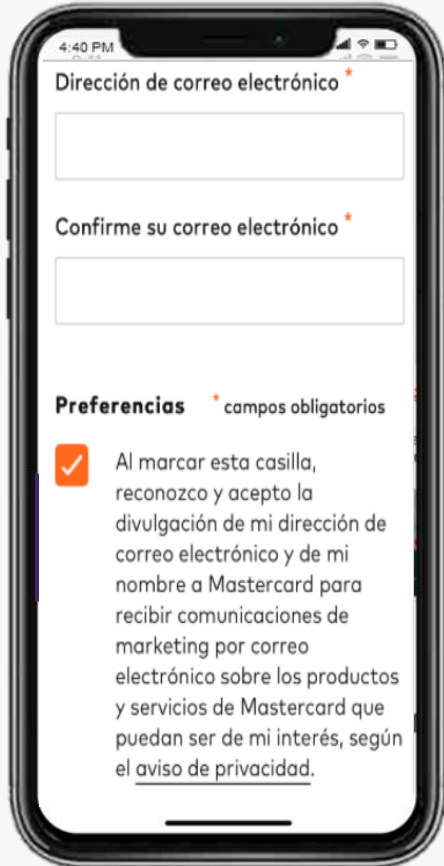 4:40 PM
Dirección de correo electrónico *
Confirme su correo electrónico *
Preferencias * campos obligatorios
Al marcar esta casilla,
reconozco y acepto la
divulgación de mi dirección de
correo electrónico y de mi
nombre a Mastercard para
recibir comunicaciones de
marketing por correo
electrónico sobre los productos
y servicios de Mastercard que
puedan ser de mi interés, según
el aviso de privacidad.